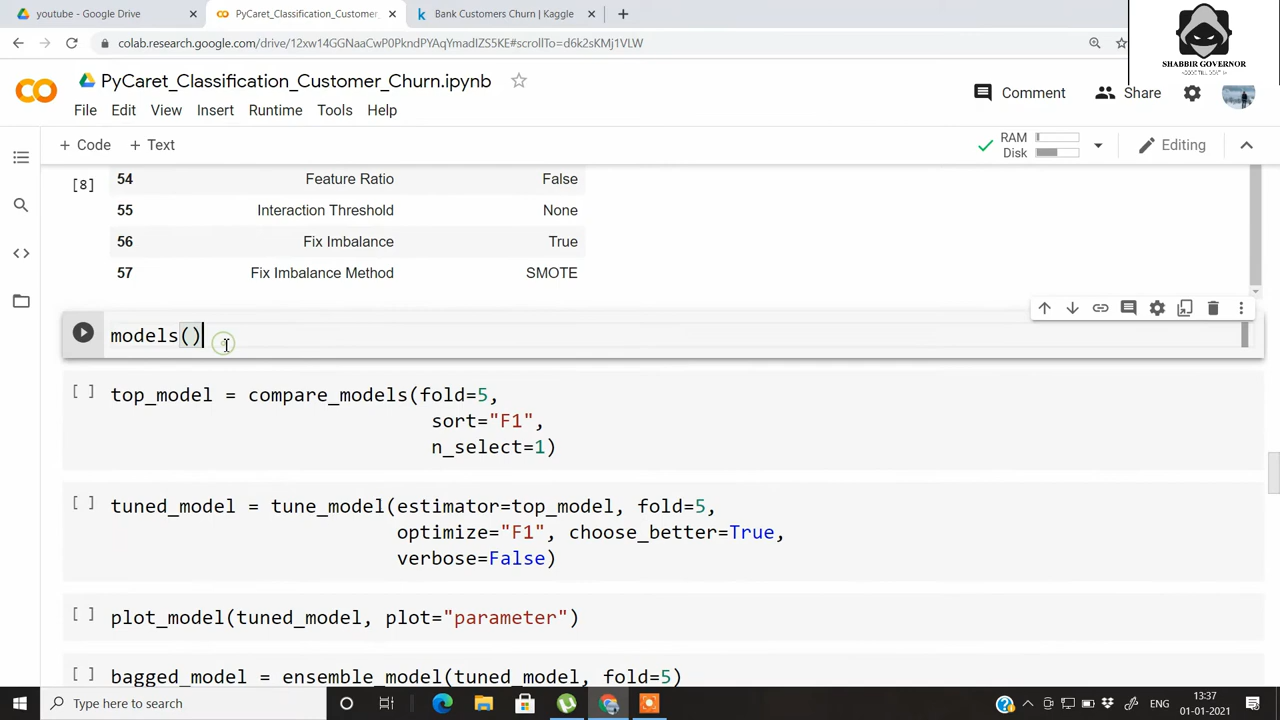 youtube - Google Drive
PyCaret_Classification_Customer_
Bank Customers Churn | Kaggle
colab.research.google.com/drive/12xw14GGNaaCwP0PkndPYAqYmadIZS5KE#scrollTo=d6k2sKMj1VLW
SHABBIR GOVERNOR
PyCaret_Classification_Customer_Churn.ipynb
Comment
Share
File Edit View Insert Runtime Tools Help
+ Code + Text
RAM
Disk
Editing
[8]
54 Feature Ratio False
55 Interaction Threshold None
56 Fix Imbalance True
57 Fix Imbalance Method SMOTE
models()
[ ] top_model = compare_models(fold=5,
sort="F1",
n_select=1)
[ ] tuned_model = tune_model(estimator=top_model, fold=5,
optimize="F1", choose_better=True,
verbose=False)
[ ] plot_model(tuned_model, plot="parameter")
[ ] bagged_model = ensemble_model(tuned_model, fold=5)
Type here to search
ENG
13:37
01-01-2021